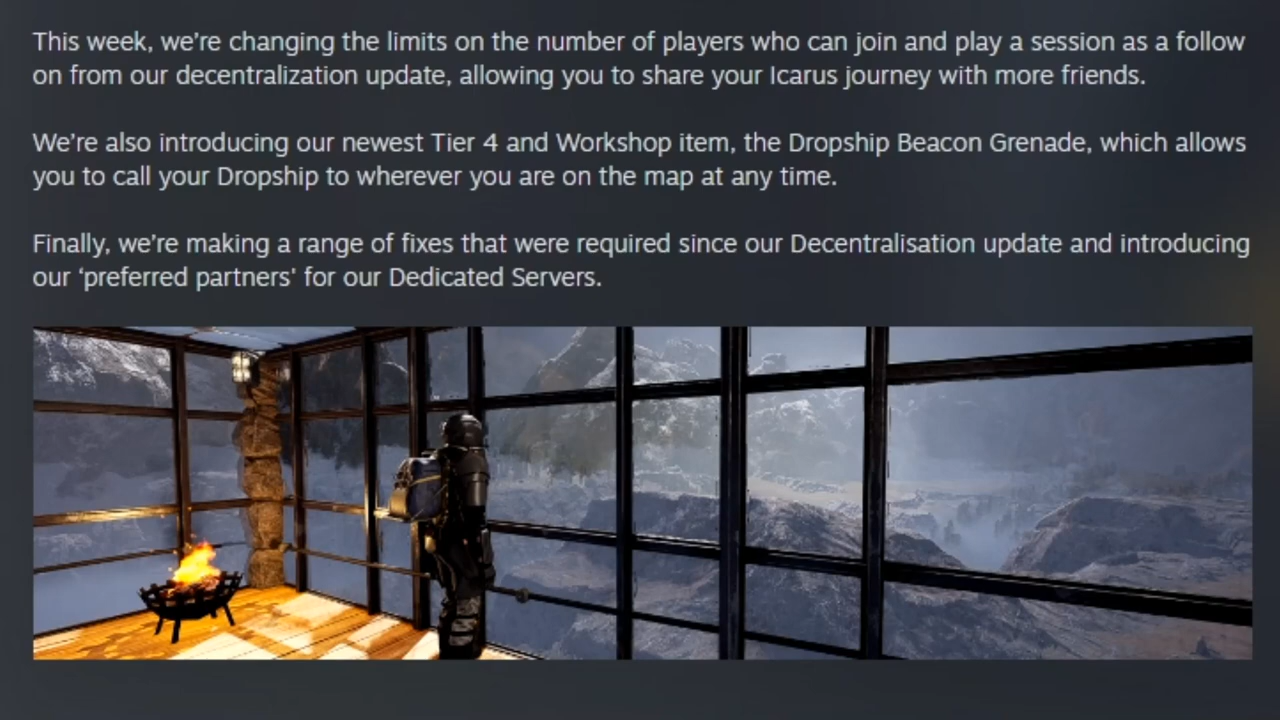 This week, we're changing the limits on the number of players who can join and play a session as a follow
on from our decentralization update, allowing you to share your Icarus journey with more friends.
We're also introducing our newest Tier 4 and Workshop item, the Dropship Beacon Grenade, which allows
you to call your Dropship to wherever you are on the map at any time.
Finally, we're making a range of fixes that were required since our Decentralisation update and introducing
our ‘preferred partners' for our Dedicated Servers.